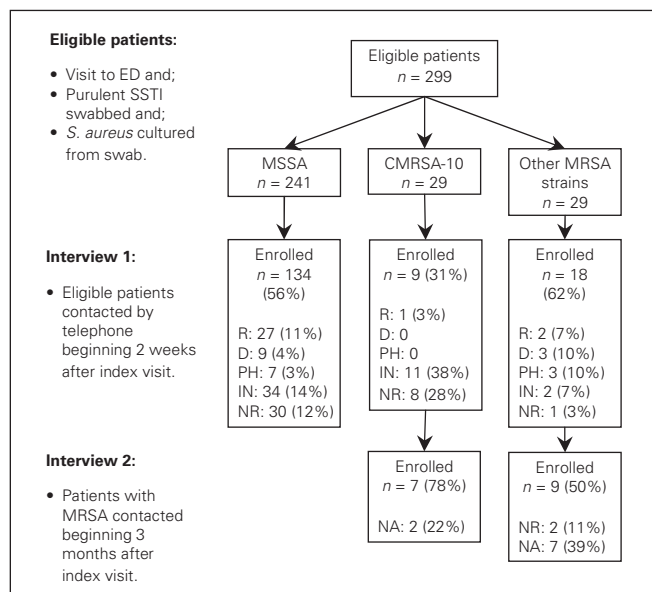 Eligible patients:
• Visit to ED and;
• Purulent SSTI
swabbed and;
• S. aureus cultured
from swab.
Eligible patients
n = 299
MSSA
n = 241
CMRSA-10
n = 29
Other MRSA
strains
n = 29
Interview 1:
• Eligible patients
contacted by
telephone
beginning 2 weeks
after index visit.
Enrolled
n = 134
(56%)
R: 27 (11%)
D: 9 (4%)
PH: 7 (3%)
IN: 34 (14%)
NR: 30 (12%)
Enrolled
n = 9 (31%)
R: 1 (3%)
D: 0
PH: 0
IN: 11 (38%)
NR: 8 (28%)
Enrolled
n = 18
(62%)
R: 2 (7%)
D: 3 (10%)
PH: 3 (10%)
IN: 2 (7%)
NR: 1 (3%)
Interview 2:
• Patients with
MRSA contacted
beginning 3
months after
index visit.
Enrolled
n = 7 (78%)
NA: 2 (22%)
Enrolled
n = 9 (50%)
NR: 2 (11%)
NA: 7 (39%)